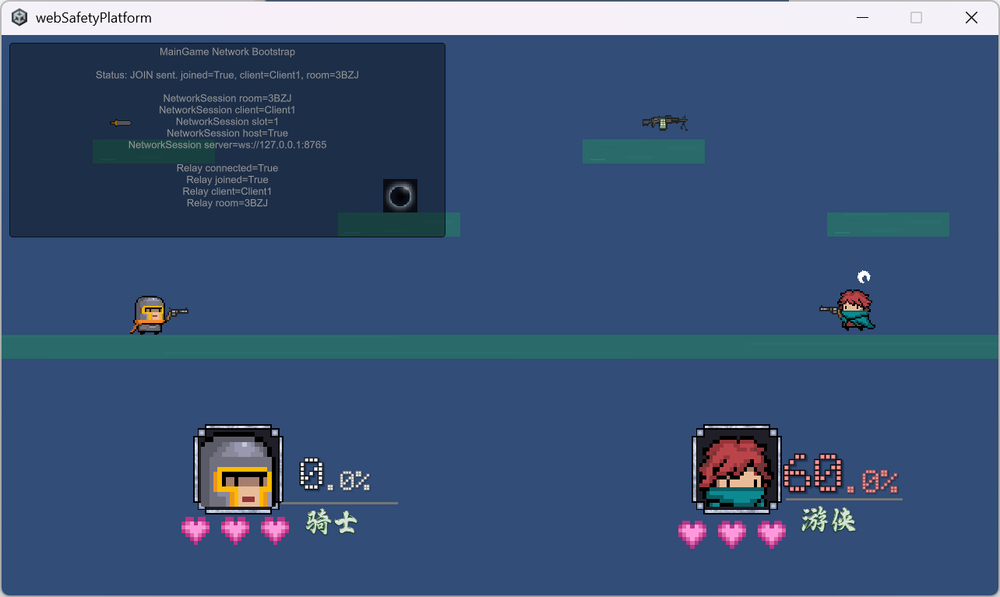 webSafetyPlatform
MainGame Network Bootstrap
Status: JOIN sent. joined=True, client=Client1, room=3BZJ
NetworkSession room=3BZJ
NetworkSession client=Client1
NetworkSession slot=1
NetworkSession host=True
NetworkSession server=ws://127.0.0.1:8765
Relay connected=True
Relay joined=True
Relay client=Client1
Relay room=3BZJ
0.0%
骑士
60.0%
游侠